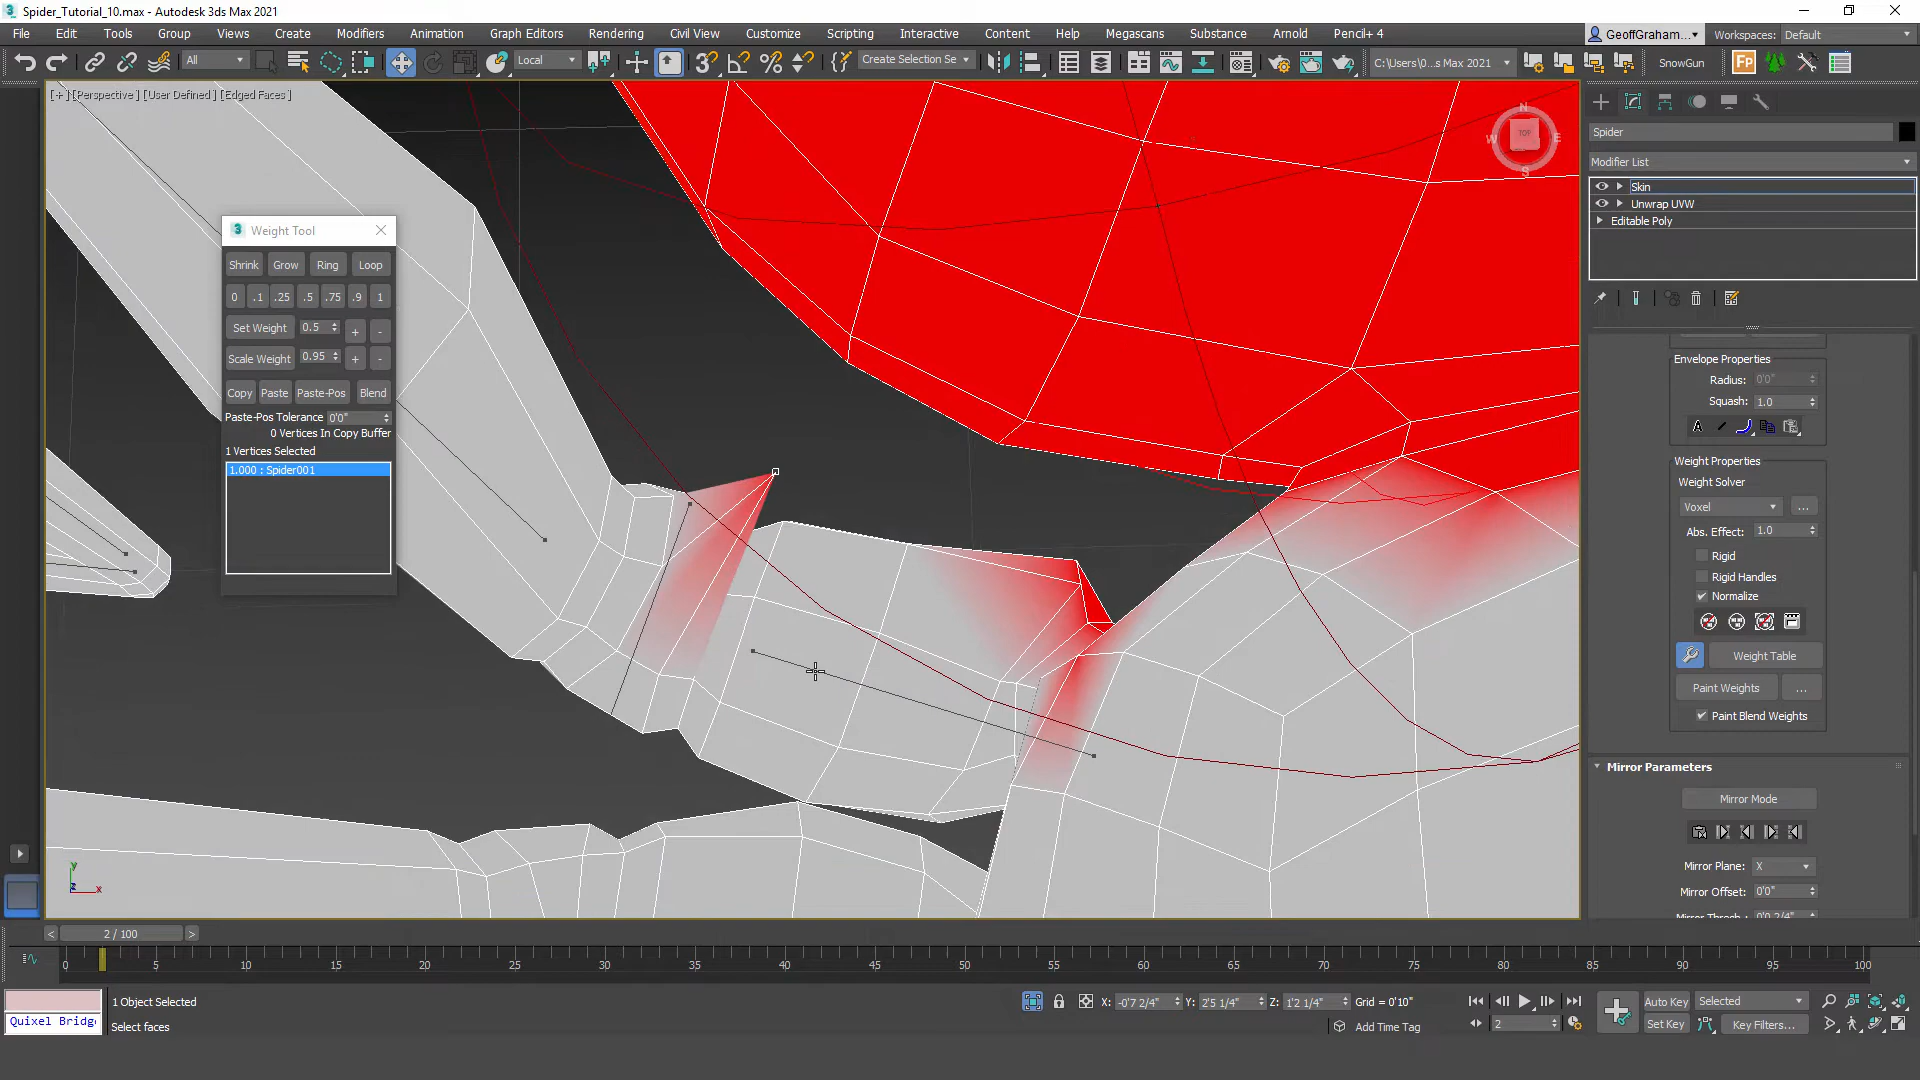 Spider_Tutorial_10.max - Autodesk 3ds Max 2021
File Edit Tools Group Views Create Modifiers Animation Graph Editors Rendering Civil View Customize Scripting Interactive Content Help Megascans Substance Arnold Pencil+ 4
GeoffGraham... Workspaces: Default
All Local Create Selection Se C:\Users\0...s Max 2021 SnowGun
[+] [Perspective] [User Defined] [Edged Faces]
N
W TOP E
S
Spider
Modifier List
Skin
Unwrap UVW
Editable Poly
3 Weight Tool
Shrink Grow Ring Loop
0 .1 .25 .5 .75 .9 1
Set Weight 0.5 + -
Scale Weight 0.95 + -
Copy Paste Paste-Pos Blend
Paste-Pos Tolerance 0'0"
0 Vertices In Copy Buffer
1 Vertices Selected
1.000 : Spider001
Envelope Properties
Radius: 0'0"
Squash: 1.0
A
Weight Properties
Weight Solver
Voxel ...
Abs. Effect: 1.0
Rigid
Rigid Handles
Normalize
Weight Table
Paint Weights ...
Paint Blend Weights
Mirror Parameters
Mirror Mode
Mirror Plane: X
Mirror Offset: 0'0"
Mirror Thresh.: 0'0 2/4"
y
z x
< 2 / 100 >
0 5 10 15 20 25 30 35 40 45 50 55 60 65 70 75 80 85 90 95 100
1 Object Selected
X: -0'7 2/4" Y: 2'5 1/4" Z: 1'2 1/4" Grid = 0'10"
Auto Key Selected
Quixel Bridg
Select faces
Add Time Tag
2
Set Key Key Filters...